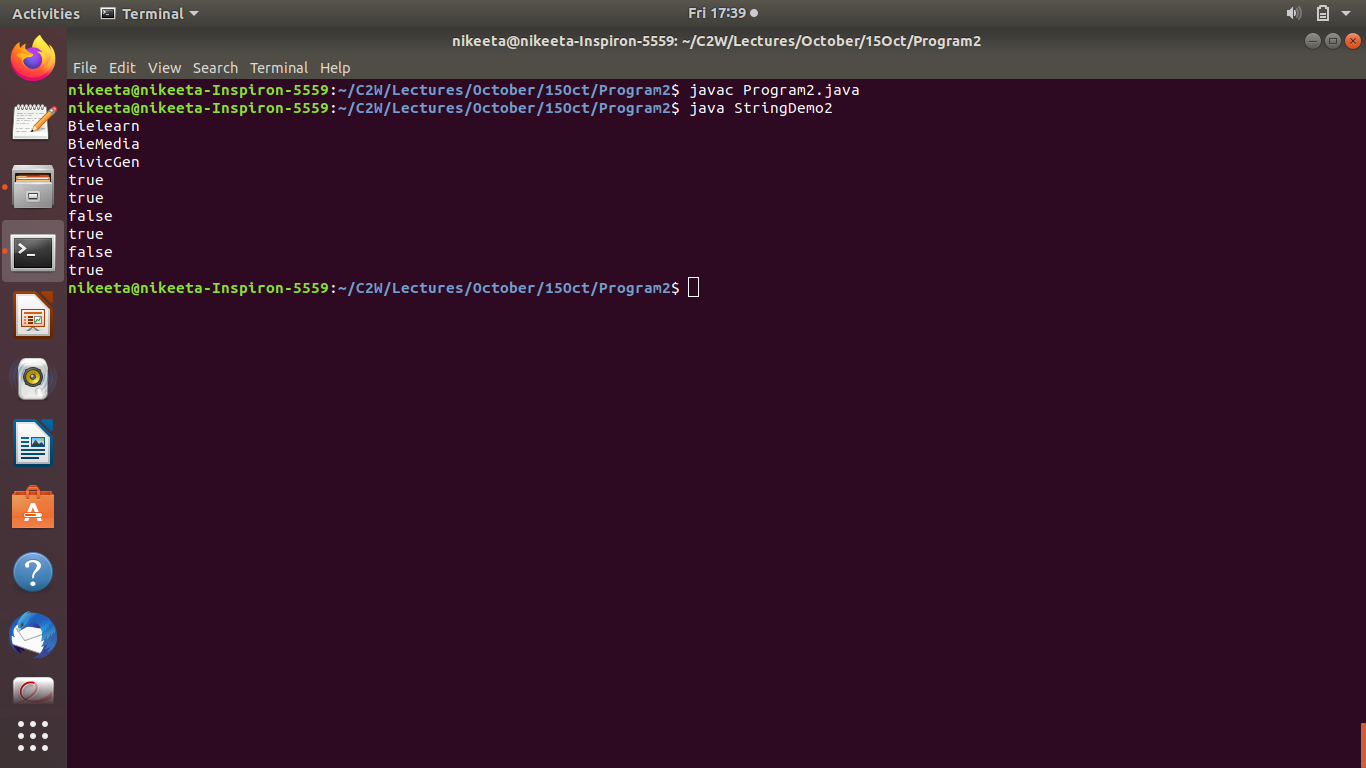 Activities Terminal Fri 17:39
nikeeta@nikeeta-Inspiron-5559: ~/C2W/Lectures/October/15Oct/Program2
File Edit View Search Terminal Help
nikeeta@nikeeta-Inspiron-5559:~/C2W/Lectures/October/15Oct/Program2$ javac Program2.java
nikeeta@nikeeta-Inspiron-5559:~/C2W/Lectures/October/15Oct/Program2$ java StringDemo2
Bielearn
BieMedia
CivicGen
true
true
false
true
false
true
nikeeta@nikeeta-Inspiron-5559:~/C2W/Lectures/October/15Oct/Program2$